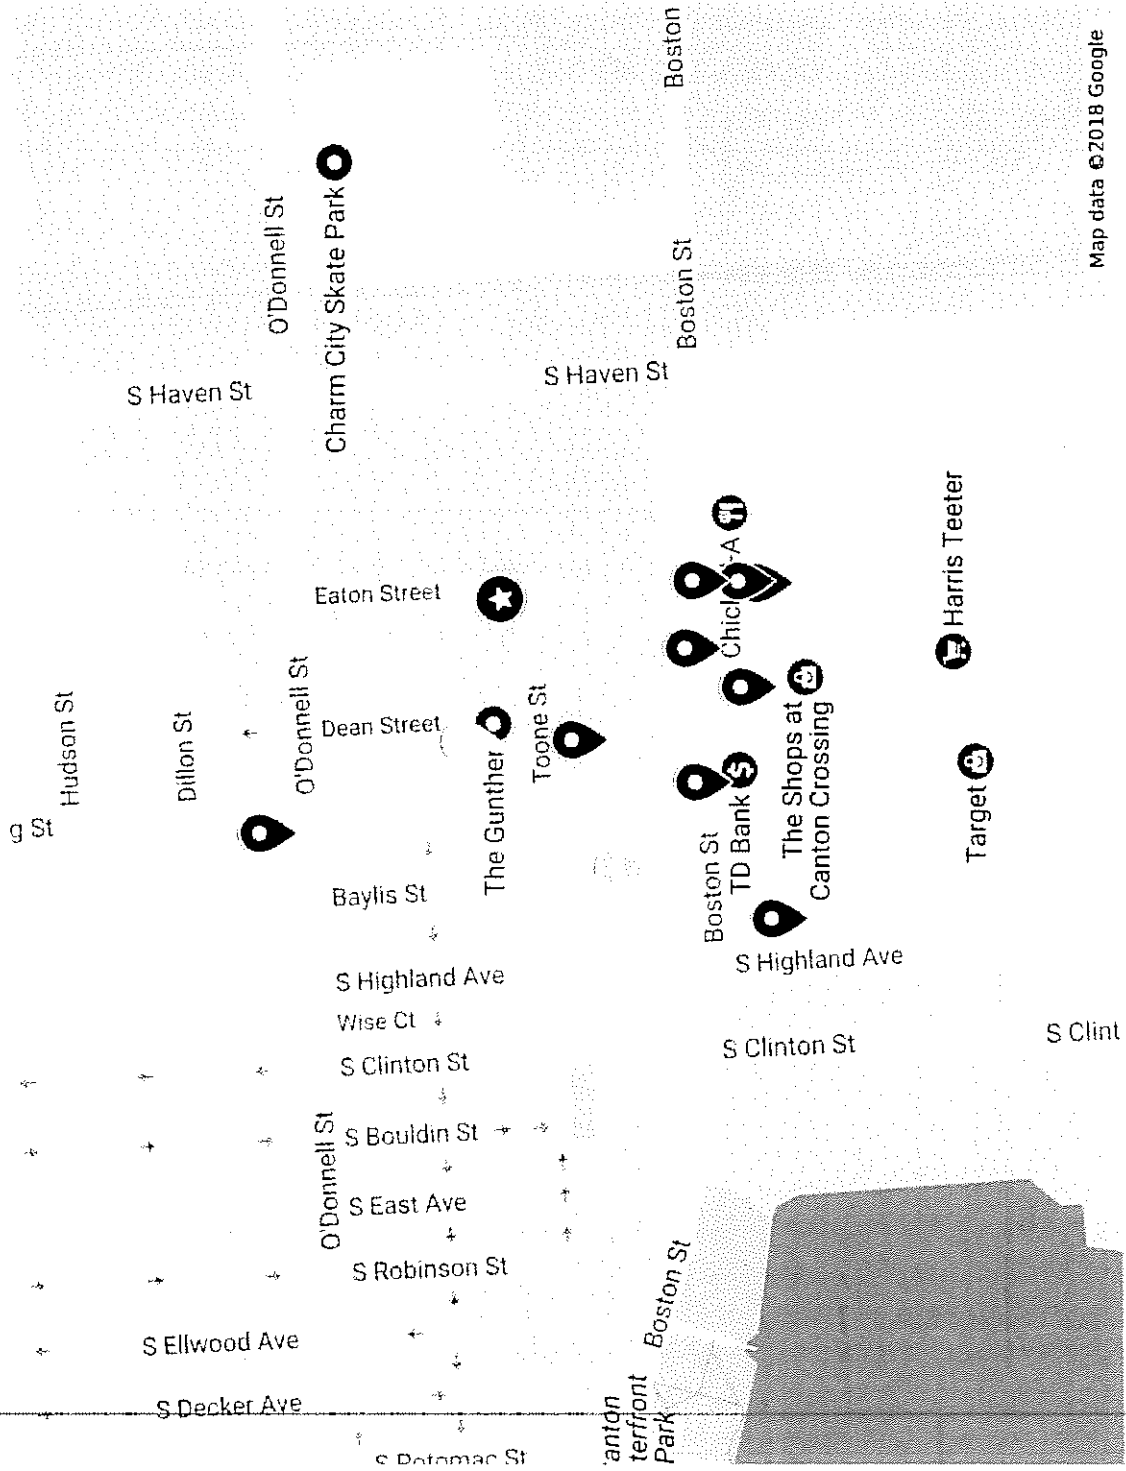 Boston
Map data ©2018 Google
O'Donnell St
Charm City Skate Park
Boston St
S Haven St
S Haven St
Harris Teeter
Eaton Street
Hudson St
Dillon St
O'Donnell St
Dean Street
Toone St
The Gunther
g St
TD Bank
The Shops at
Canton Crossing
Target
Boston St
Baylis St
S Highland Ave
S Highland Ave
Wise Ct
S Clinton St
S Clinton St
S Clint
O'Donnell St
S Bouldin St
S East Ave
S Robinson St
Boston St
S Ellwood Ave
S Decker Ave
anton
terfront
Park
S Potomac St